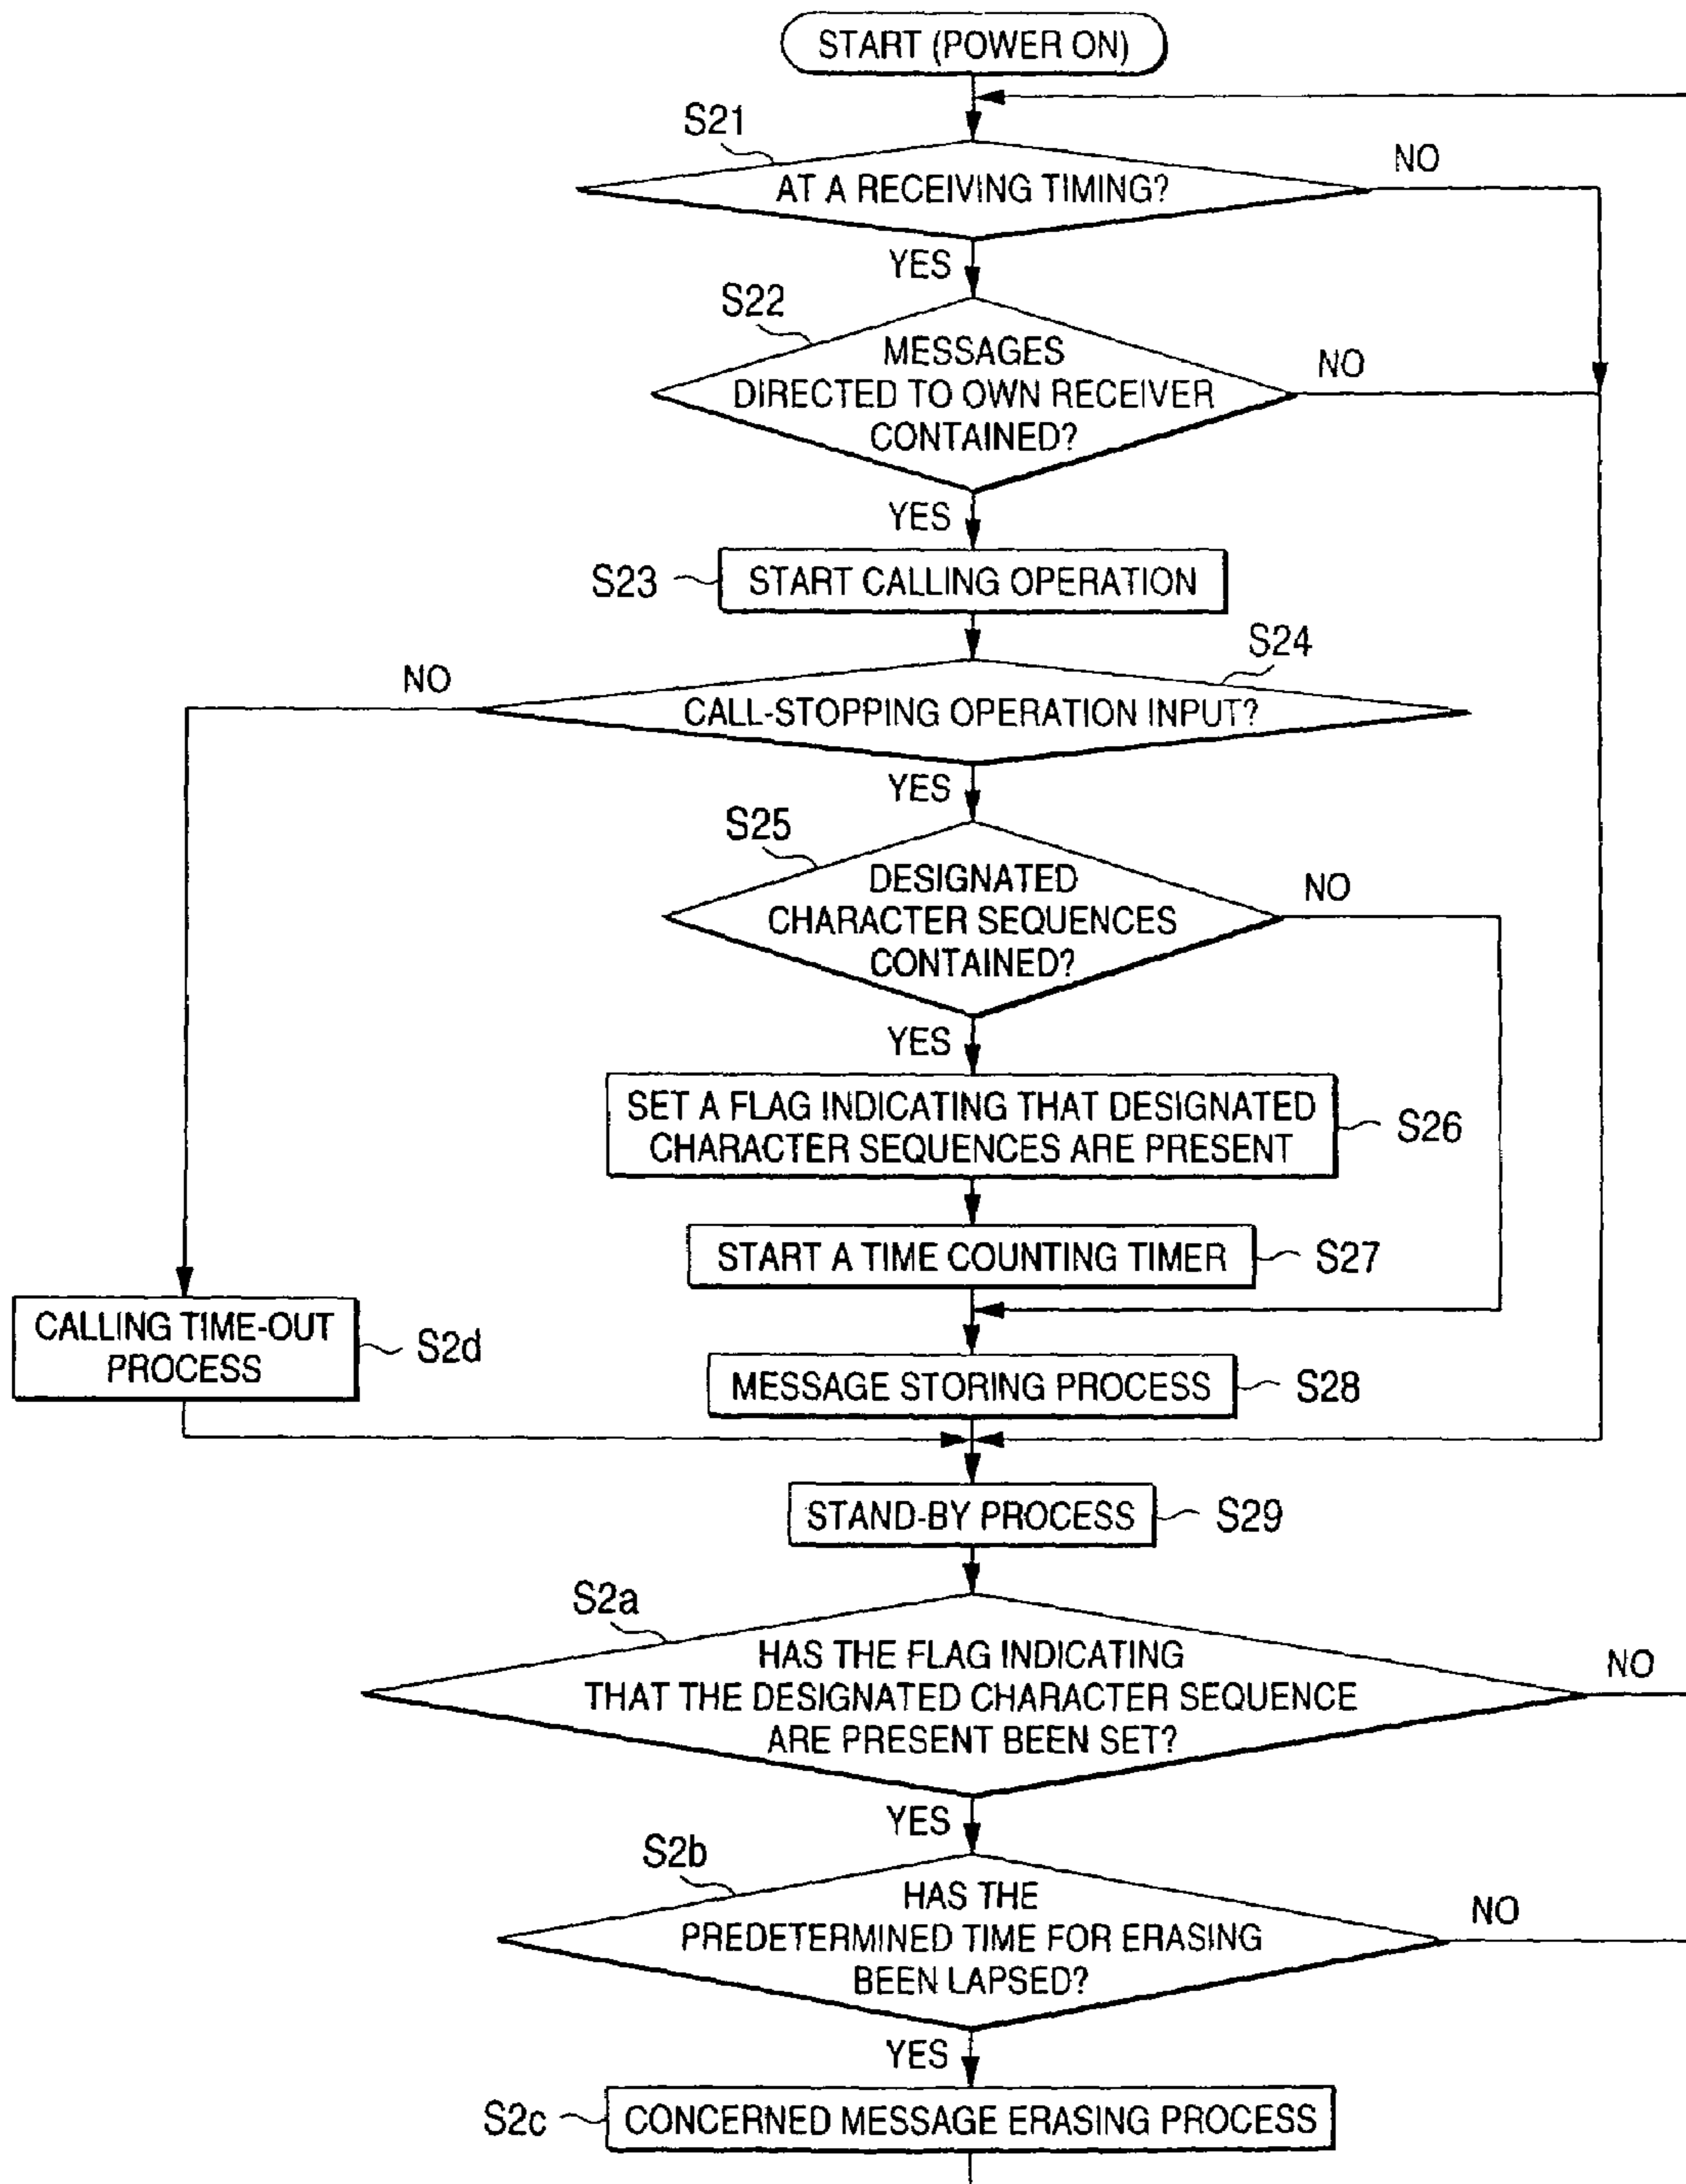 START (POWER ON)
S21
AT A RECEIVING TIMING?
NO
YES
S22
MESSAGES
DIRECTED TO OWN RECEIVER
CONTAINED?
NO
YES
S23
START CALLING OPERATION
S24
NO
CALL-STOPPING OPERATION INPUT?
YES
S25
DESIGNATED
CHARACTER SEQUENCES
CONTAINED?
NO
YES
SET A FLAG INDICATING THAT DESIGNATED
CHARACTER SEQUENCES ARE PRESENT
S26
START A TIME COUNTING TIMER
S27
CALLING TIME-OUT
PROCESS
S2d
MESSAGE STORING PROCESS
S28
STAND-BY PROCESS
S29
S2a
HAS THE FLAG INDICATING
THAT THE DESIGNATED CHARACTER SEQUENCE
ARE PRESENT BEEN SET?
NO
YES
S2b
HAS THE
PREDETERMINED TIME FOR ERASING
BEEN LAPSED?
NO
YES
S2c
CONCERNED MESSAGE ERASING PROCESS